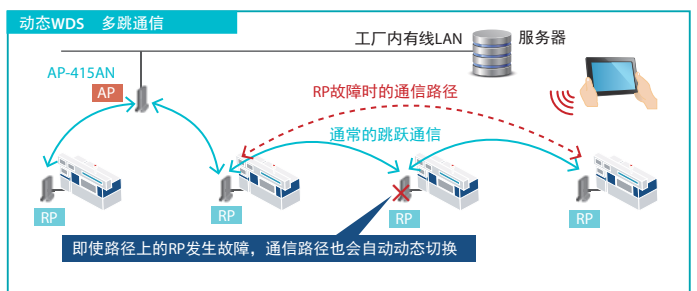 动态WDS 多跳通信
工厂内有线LAN
服务器
AP-415AN
AP
RP故障时的通信路径
通常的跳跃通信
RP
RP
RP
RP
即使路径上的RP发生故障，通信路径也会自动动态切换